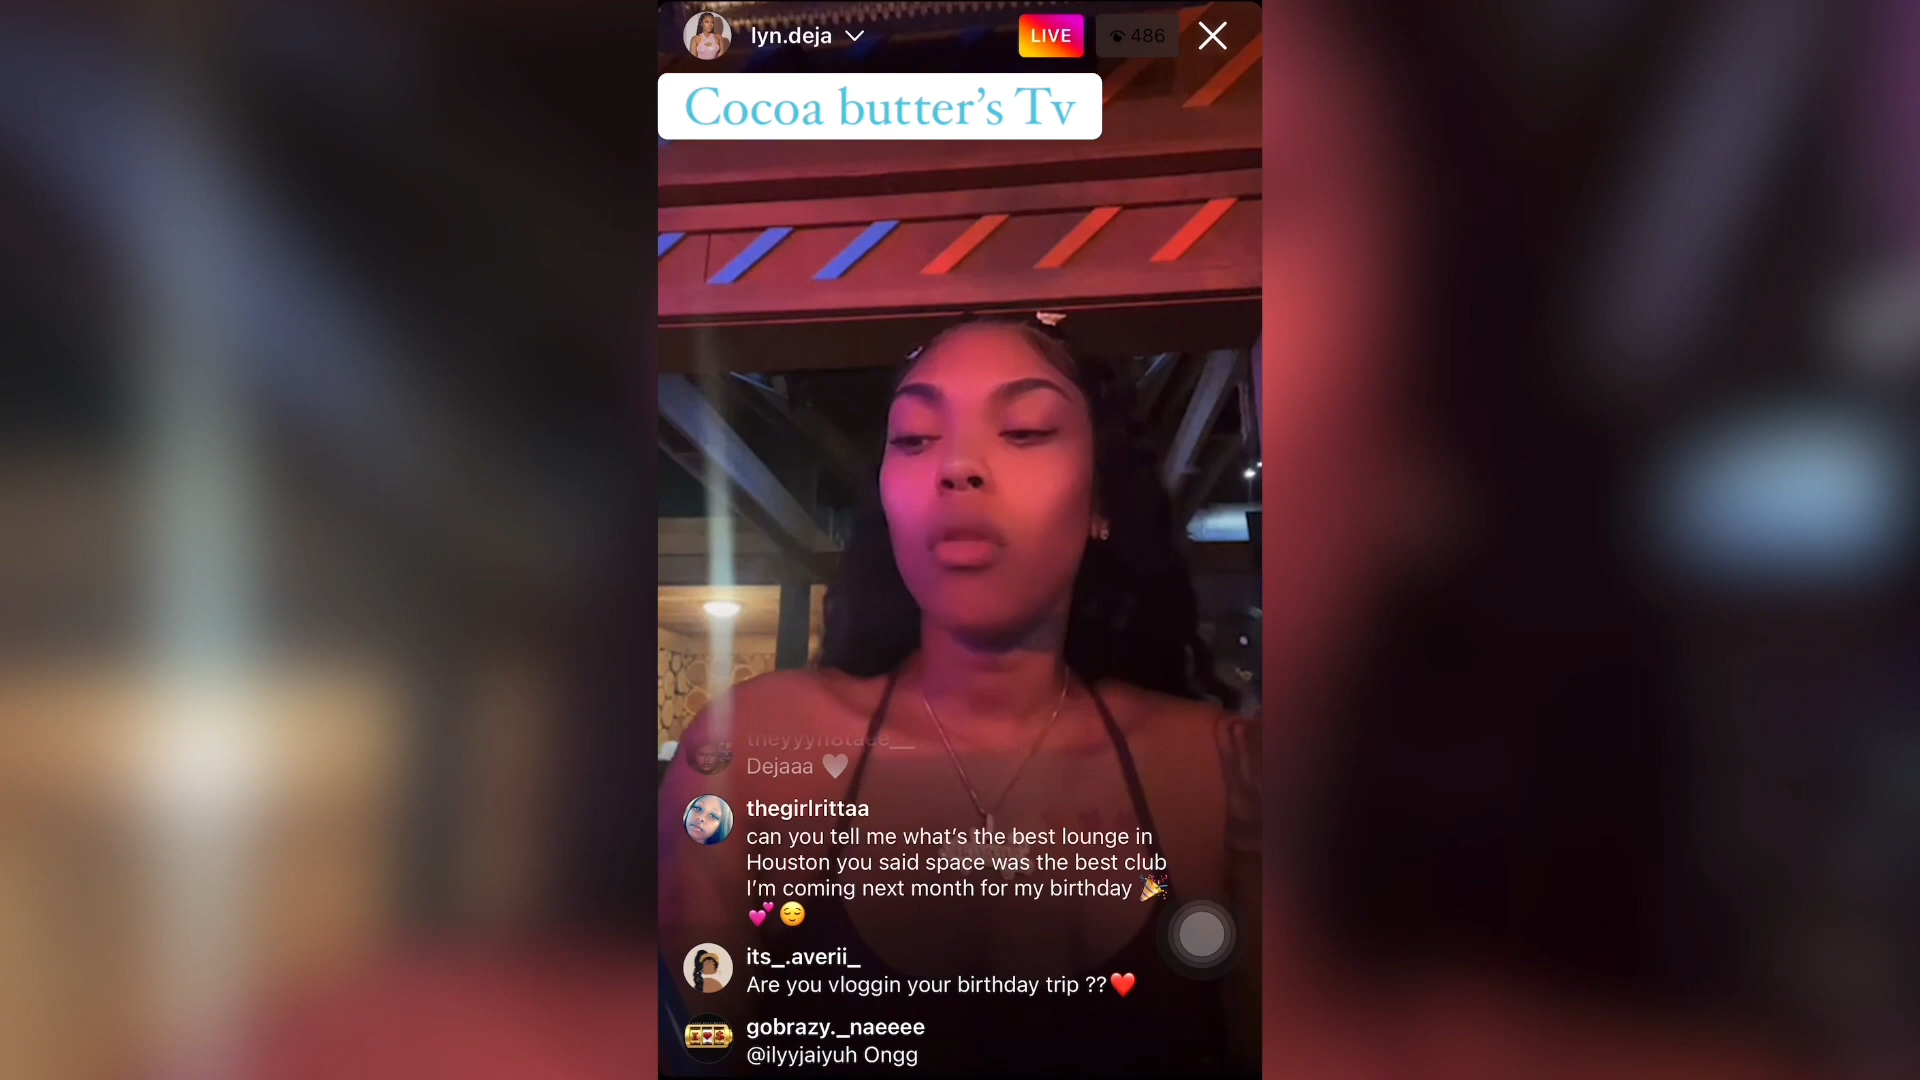 lyn.deja
LIVE
486
Cocoa butter’s Tv
Dejaaa 🤍
thegirlrittaa
can you tell me what’s the best lounge in
Houston you said space was the best club
I’m coming next month for my birthday 🎉
💕😌
its_.averii_
Are you vloggin your birthday trip ??❤️
gobrazy._naeeee
@ilyyjaiyuh Ongg